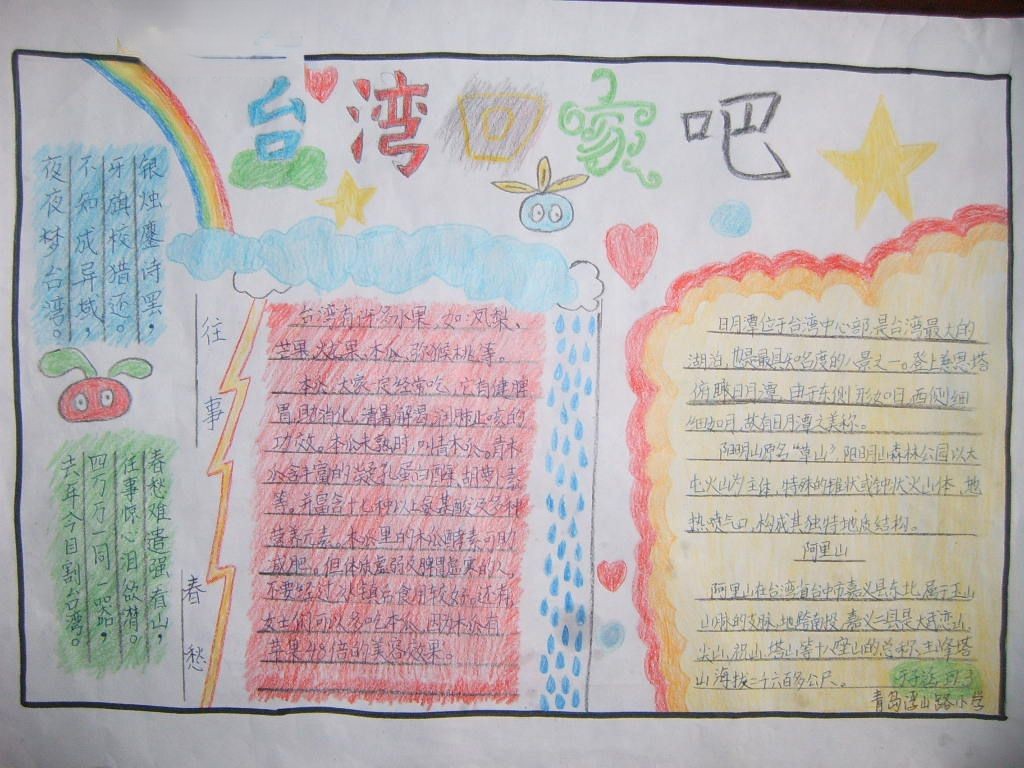 台湾回家吧
银烛鏖诗罢，
牙旗校猎还。
不知成异域，
夜夜梦台湾。
往事
春愁难遣强看山，
往事惊心泪欲潸。
四万万人同一哭，
去年今日割台湾。
春愁
台湾有许多水果，如：凤梨、
芒果、火龙果、木瓜、猕猴桃等。
木瓜，大家一定经常吃，它有健脾
胃、助消化、清暑解渴、润肺止咳的
功效。木瓜未熟时，叫青木瓜。青木
瓜含丰富的凝乳蛋白酶、胡萝卜素
等。并富含十七种以上氨基酸及多种
营养元素。木瓜里的木瓜酵素可助
减肥。但体质虚弱及脾胃虚寒的人，
不要经过冰镇后食用较好。还有
女士们可以多吃木瓜，因为木瓜有
苹果48倍的美容效果。
日月潭位于台湾中心部，是台湾最大的
湖泊，也是最具知名度的八景之一。登上慈恩塔
俯瞰日月潭，由于东侧形如日，西侧细
细如月，故有日月潭之美称。
阳明山原名“草山”，阳明山森林公园以大
屯火山为主体，特殊的锥状或钟状火山体、地
热喷气口，构成其独特地质结构。
阿里山
阿里山在台湾省台中市嘉义县东北，属于玉山
山脉的支脉，地跨南投、嘉义二县，是大武峦山、
尖山、祝山、塔山等十八座山的总称，主峰塔
山海拔二千六百多公尺。
青岛浮山路小学